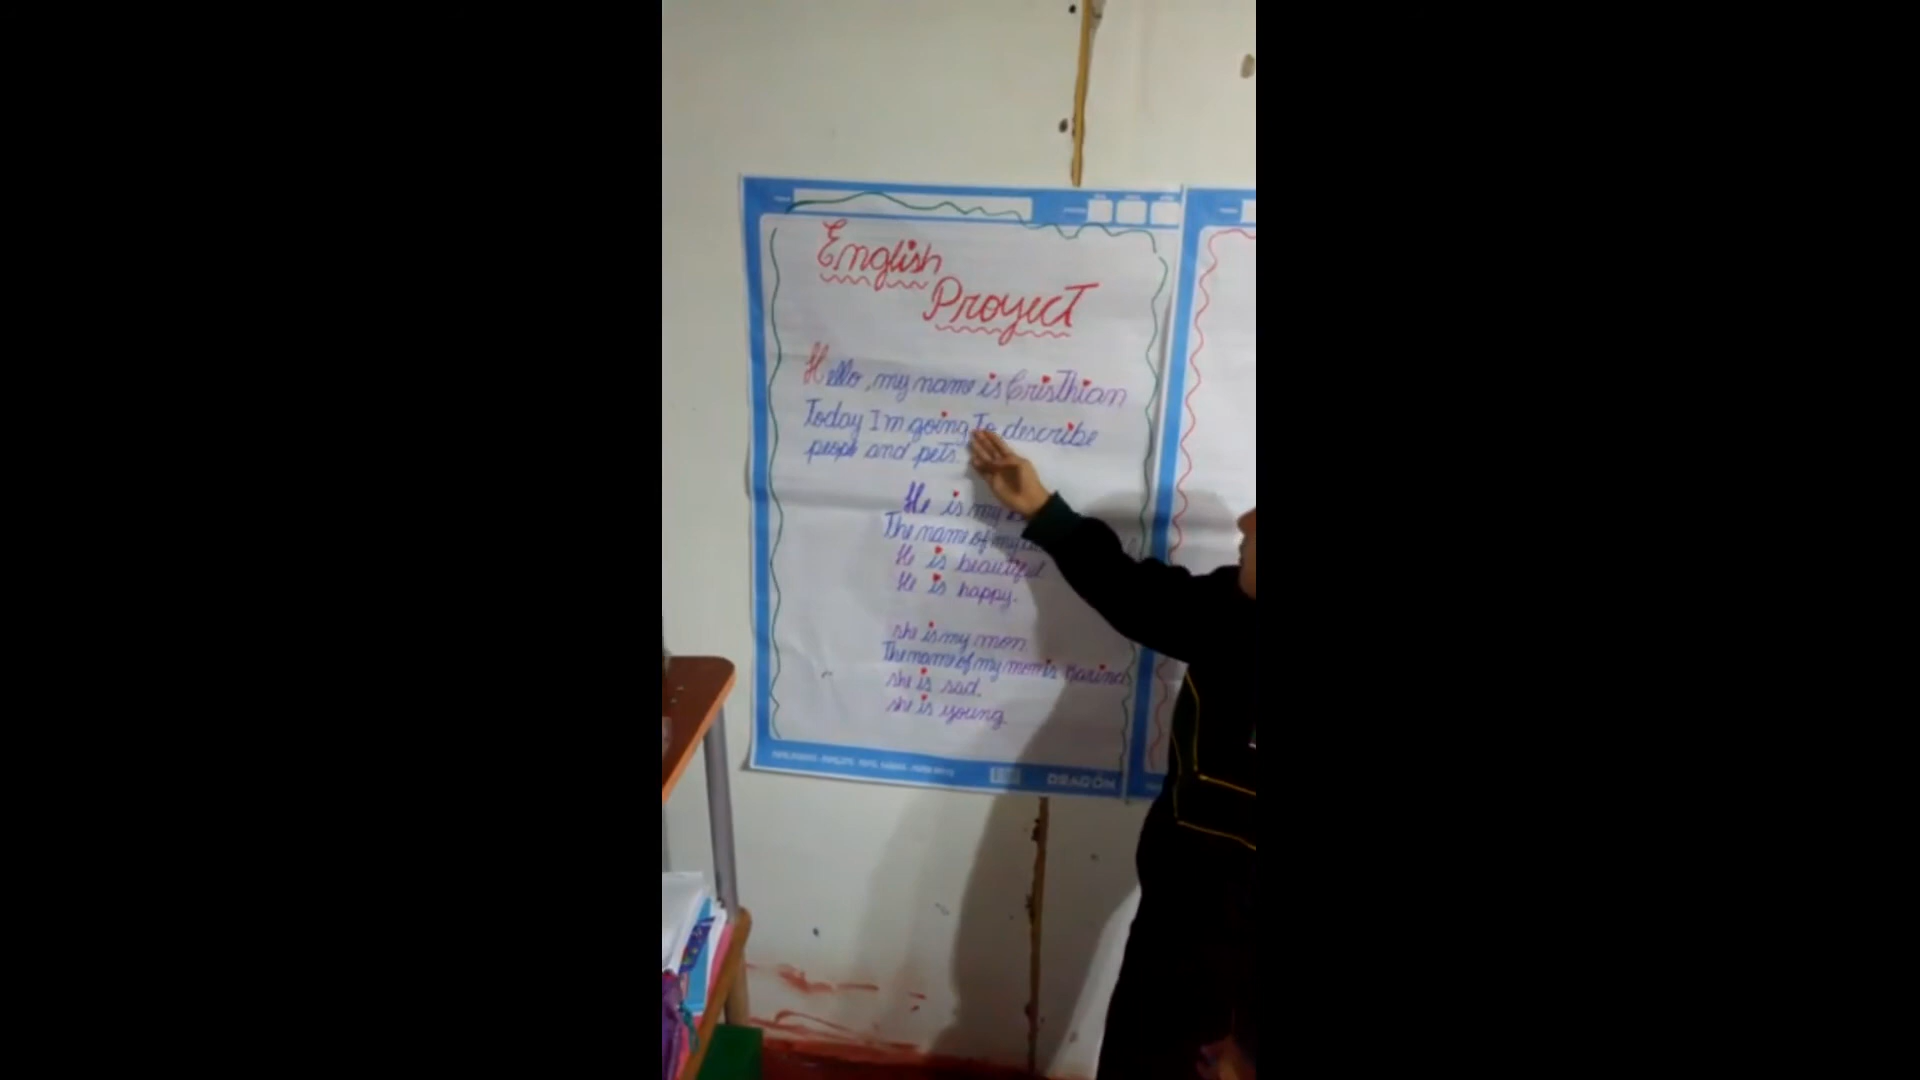 English
Proyect
Hello, my name is Cristhian
Today I'm going To describe
people and pets.
He is my
The name of my
He is beautiful
He is happy.
she is my mon
The name of my mom is Karina
she is sad.
she is young.
DRAGÓN